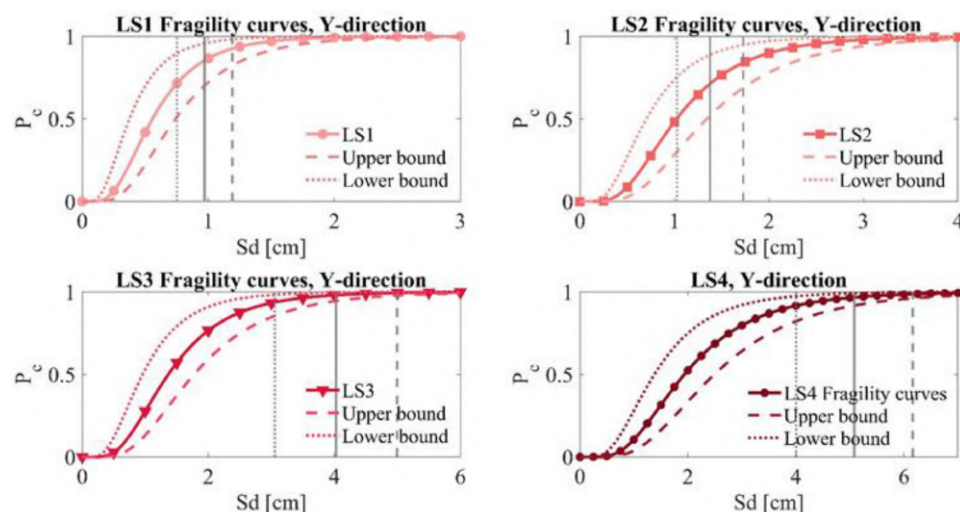 LS1 Fragility curves, Y-direction
1
0.5
0
P_c
LS1
Upper bound
Lower bound
0 1 2 3
Sd [cm]
LS2 Fragility curves, Y-direction
1
0.5
0
P_c
LS2
Upper bound
Lower bound
0 1 2 3 4
Sd [cm]
LS3 Fragility curves, Y-direction
1
0.5
0
P_c
LS3
Upper bound
Lower bound
0 2 4 6
Sd [cm]
LS4, Y-direction
1
0.5
0
P_c
LS4 Fragility curves
Upper bound
Lower bound
0 2 4 6
Sd [cm]